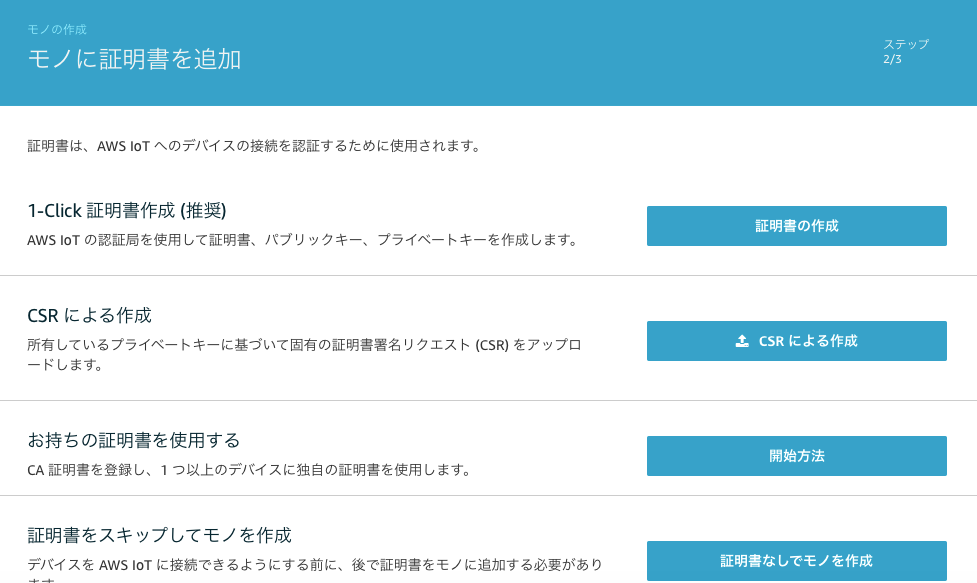 モノの作成
モノに証明書を追加
ステップ
2/3
証明書は、AWS IoT へのデバイスの接続を認証するために使用されます。
1-Click 証明書作成 (推奨)
AWS IoT の認証局を使用して証明書、パブリックキー、プライベートキーを作成します。
証明書の作成
CSR による作成
所有しているプライベートキーに基づいて固有の証明書署名リクエスト (CSR) をアップロ
ードします。
CSR による作成
お持ちの証明書を使用する
CA 証明書を登録し、1 つ以上のデバイスに独自の証明書を使用します。
開始方法
証明書をスキップしてモノを作成
デバイスを AWS IoT に接続できるようにする前に、後で証明書をモノに追加する必要があり
証明書なしでモノを作成